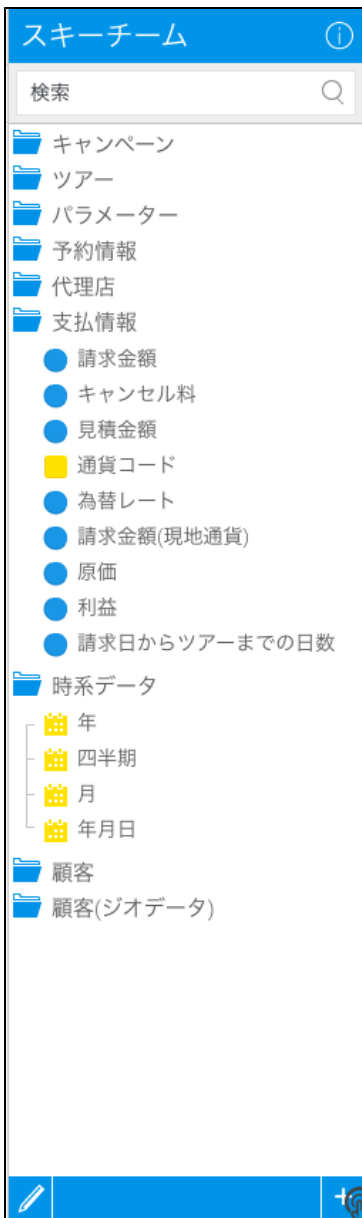 スキーチーム
検索
キャンペーン
ツアー
パラメーター
予約情報
代理店
支払情報
請求金額
キャンセル料
見積金額
通貨コード
為替レート
請求金額(現地通貨)
原価
利益
請求日からツアーまでの日数
時系データ
年
四半期
月
年月日
顧客
顧客(ジオデータ)